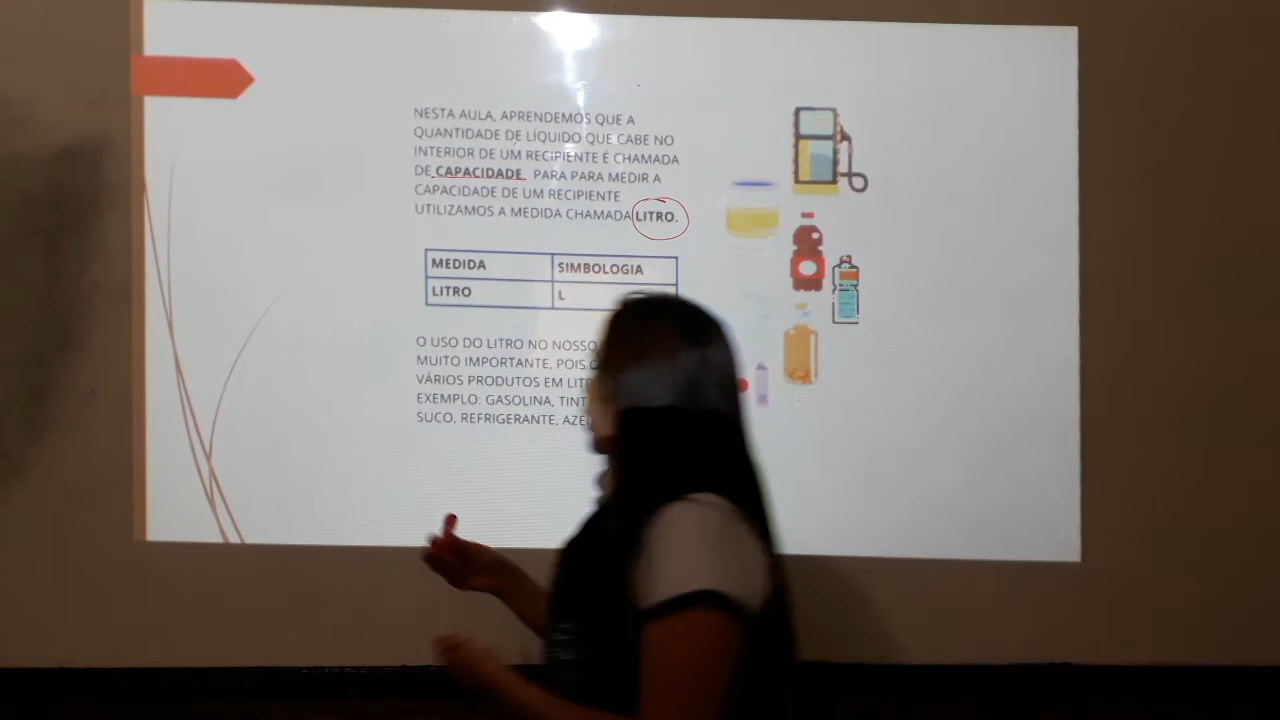 NESTA AULA, APRENDEMOS QUE A
QUANTIDADE DE LÍQUIDO QUE CABE NO
INTERIOR DE UM RECIPIENTE É CHAMADA
DE CAPACIDADE PARA PARA MEDIR A
CAPACIDADE DE UM RECIPIENTE
UTILIZAMOS A MEDIDA CHAMADA LITRO.
MEDIDA SIMBOLOGIA
LITRO L
O USO DO LITRO NO NOSSO
MUITO IMPORTANTE, POIS
VÁRIOS PRODUTOS EM
EXEMPLO: GASOLINA,
SUCO, REFRIGERANTE,